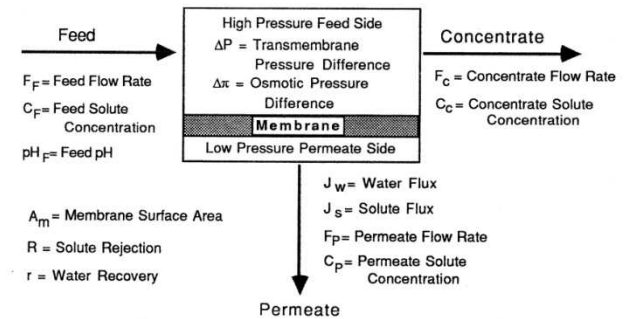 Feed
F_F = Feed Flow Rate
C_F = Feed Solute
Concentration
pH_F = Feed pH
High Pressure Feed Side
ΔP = Transmembrane
Pressure Difference
Δπ = Osmotic Pressure
Difference
Membrane
Low Pressure Permeate Side
Concentrate
F_C = Concentrate Flow Rate
C_C = Concentrate Solute
Concentration
A_m = Membrane Surface Area
R = Solute Rejection
r = Water Recovery
J_W = Water Flux
J_S = Solute Flux
F_P = Permeate Flow Rate
C_P = Permeate Solute
Concentration
Permeate